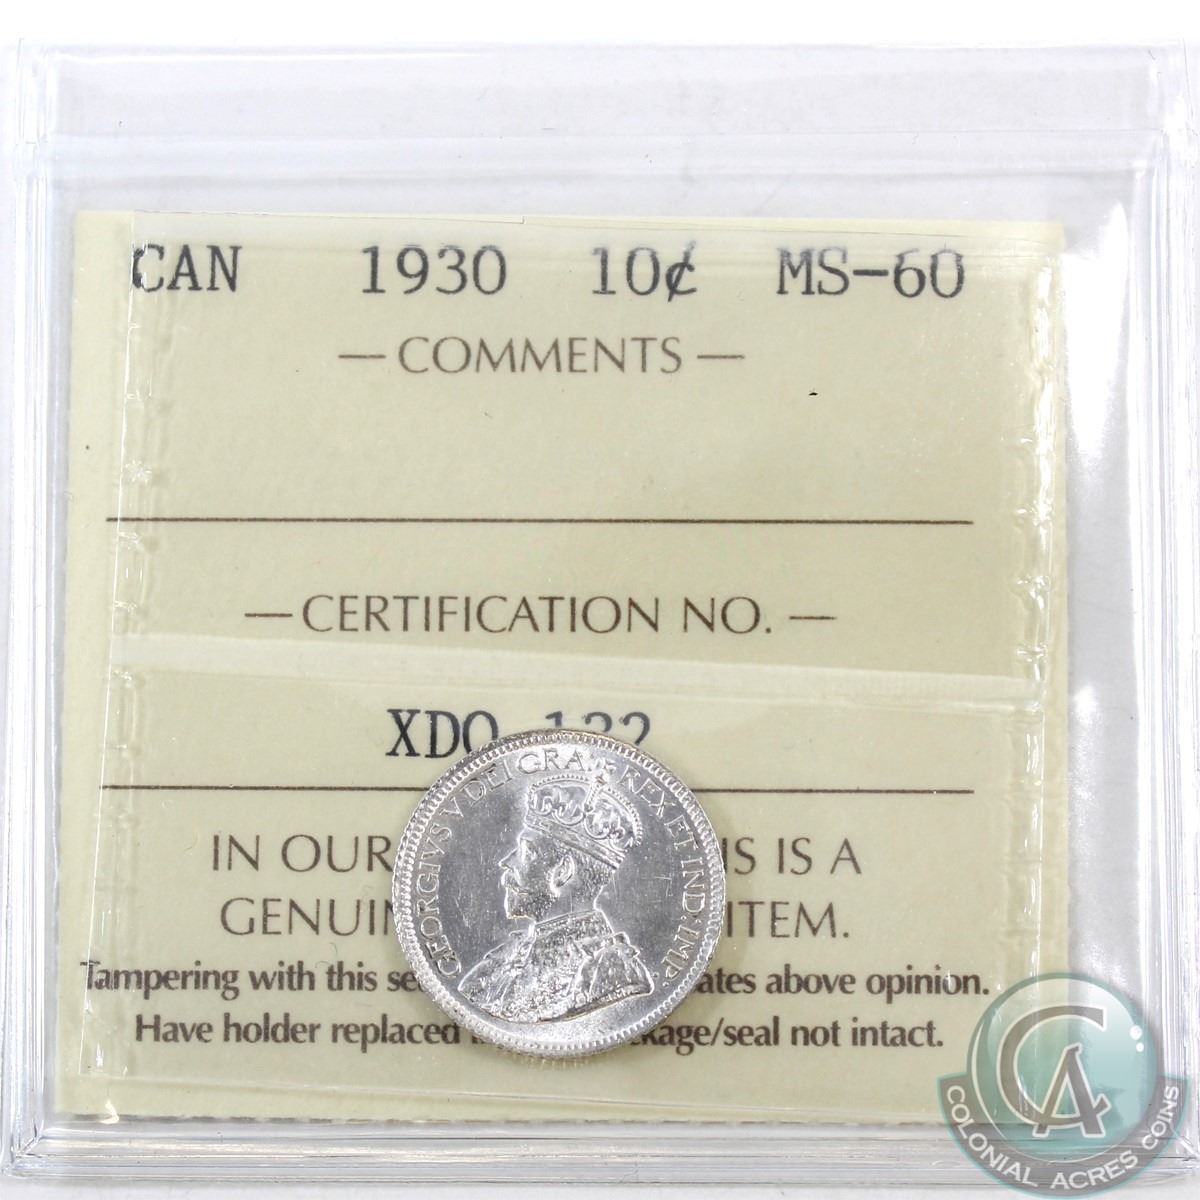 CAN 1930 10¢ MS-60
— COMMENTS —
— CERTIFICATION NO. —
XDO 132
GEORGIVS V DEI GRA: REX ET IND: IMP:
IN OUR IS IS A
GENUIN ITEM.
Tampering with this se ates above opinion.
Have holder replaced kage/seal not intact.
CA
COLONIAL ACRES COINS